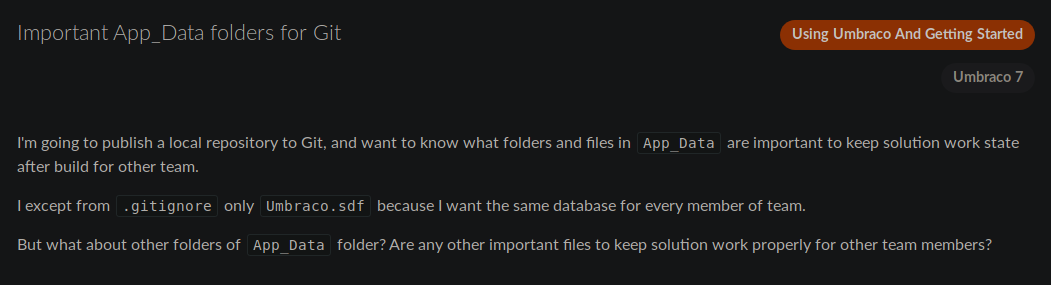 Important App_Data folders for Git
Using Umbraco And Getting Started
Umbraco 7
I'm going to publish a local repository to Git, and want to know what folders and files in App_Data are important to keep solution work state
after build for other team.
I except from .gitignore only Umbraco.sdf because I want the same database for every member of team.
But what about other folders of App_Data folder? Are any other important files to keep solution work properly for other team members?